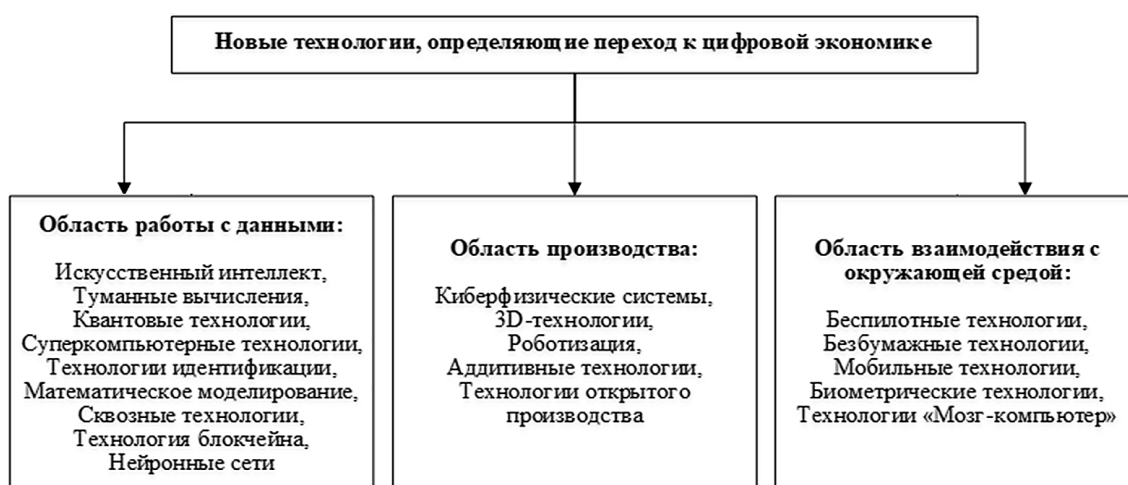 Новые технологии, определяющие переход к цифровой экономике
Область работы с данными:
Искусственный интеллект,
Туманные вычисления,
Квантовые технологии,
Суперкомпьютерные технологии,
Технологии идентификации,
Математическое моделирование,
Сквозные технологии,
Технология блокчейна,
Нейронные сети
Область производства:
Киберфизические системы,
3D-технологии,
Роботизация,
Аддитивные технологии,
Технологии открытого
производства
Область взаимодействия с
окружающей средой:
Беспилотные технологии,
Безбумажные технологии,
Мобильные технологии,
Биометрические технологии,
Технологии «Мозг-компьютер»